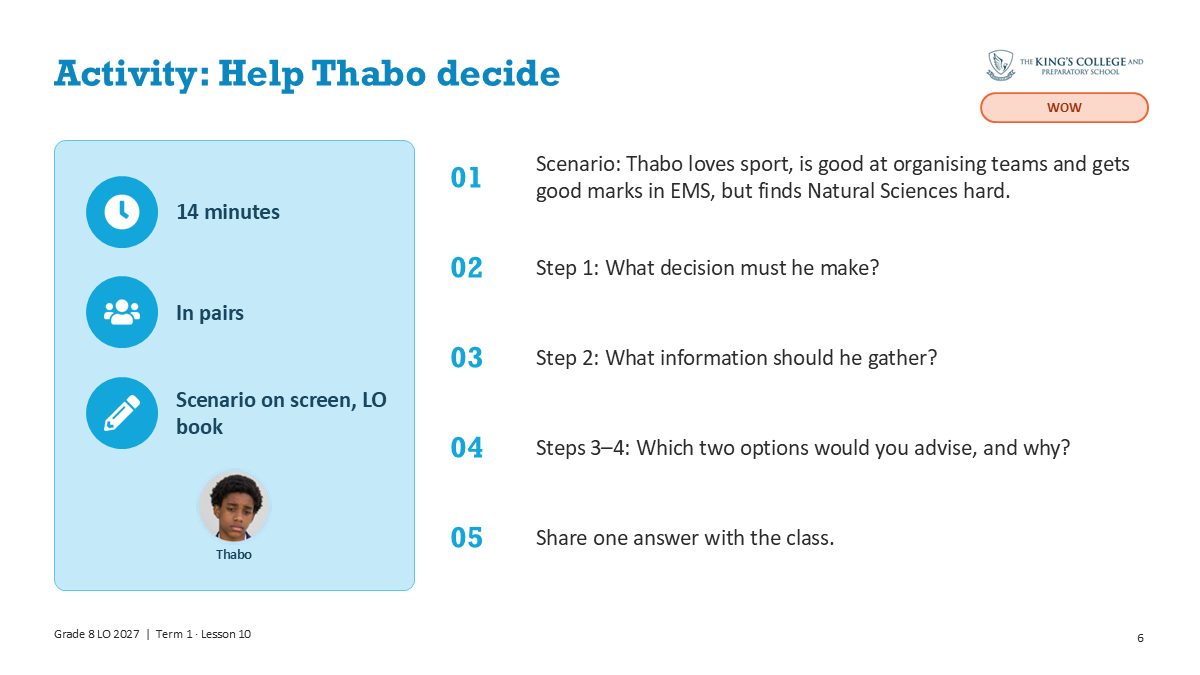 Activity: Help Thabo decide
THE KING'S COLLEGE AND
PREPARATORY SCHOOL
WOW
14 minutes
In pairs
Scenario on screen, LO
book
Thabo
01
Scenario: Thabo loves sport, is good at organising teams and gets
good marks in EMS, but finds Natural Sciences hard.
02
Step 1: What decision must he make?
03
Step 2: What information should he gather?
04
Steps 3–4: Which two options would you advise, and why?
05
Share one answer with the class.
Grade 8 LO 2027 | Term 1 · Lesson 10
6